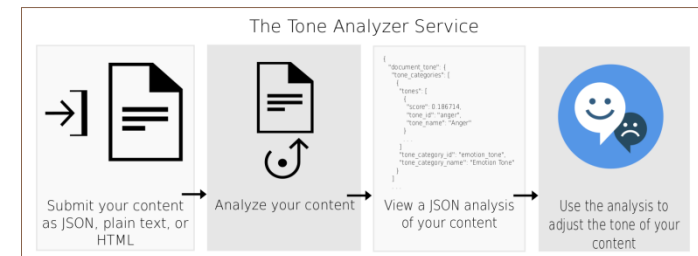 The Tone Analyzer Service
Submit your content
as JSON, plain text, or
HTML
Analyze your content
{
"document_tone": {
"tone_categories": [
{
"tones": [
{
"score": 0.186714,
"tone_id": "anger",
"tone_name": "Anger"
}
...
]
"tone_category_id": "emotion_tone",
"tone_category_name": "Emotion Tone"
}
]
...
View a JSON analysis
of your content
Use the analysis to
adjust the tone of your
content